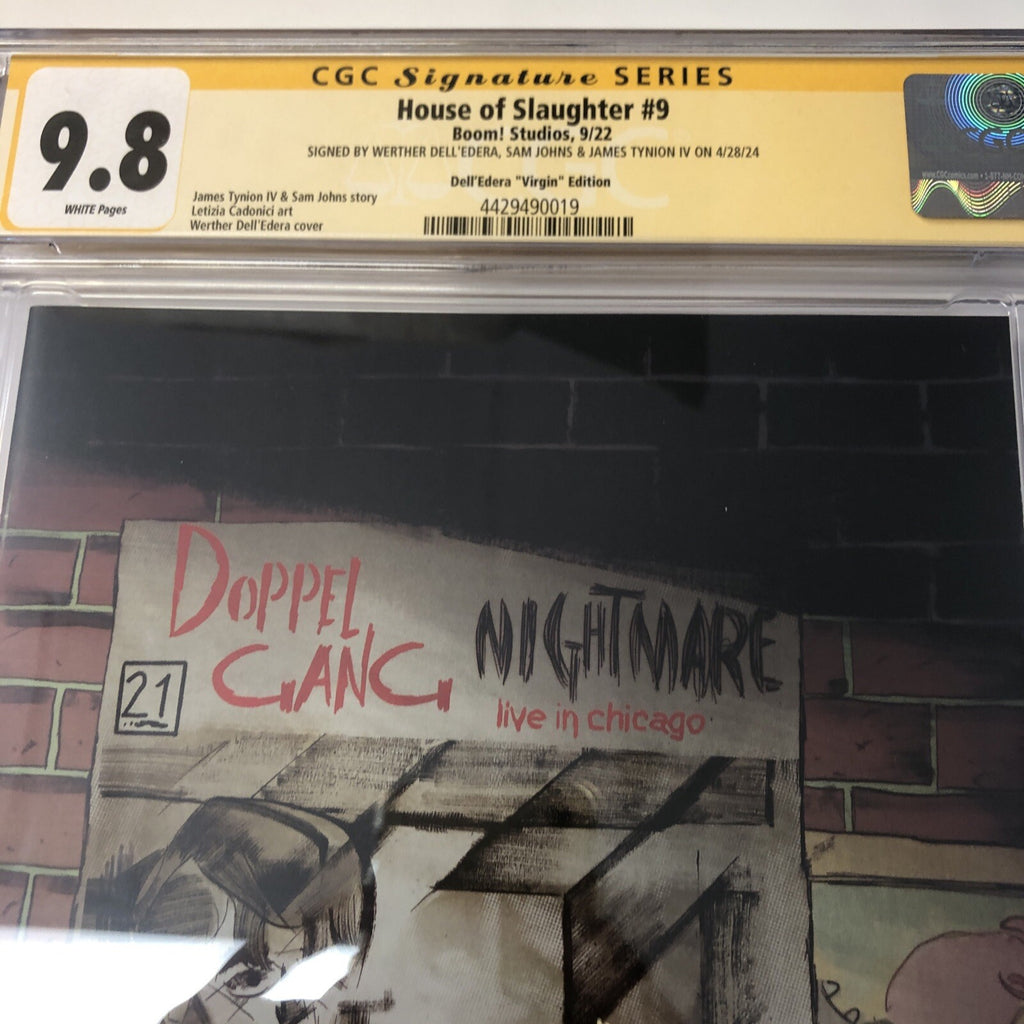 CGC Signature SERIES
House of Slaughter #9
Boom! Studios, 9/22
SIGNED BY WERTHER DELL'EDERA, SAM JOHNS & JAMES TYNION IV ON 4/28/24
Dell'Edera "Virgin" Edition
4429490019
9.8
WHITE Pages
James Tynion IV & Sam Johns story
Letizia Cadonici art
Werther Dell'Edera cover
DOPPEL
GANG
NIGHTMARE
live in chicago
21